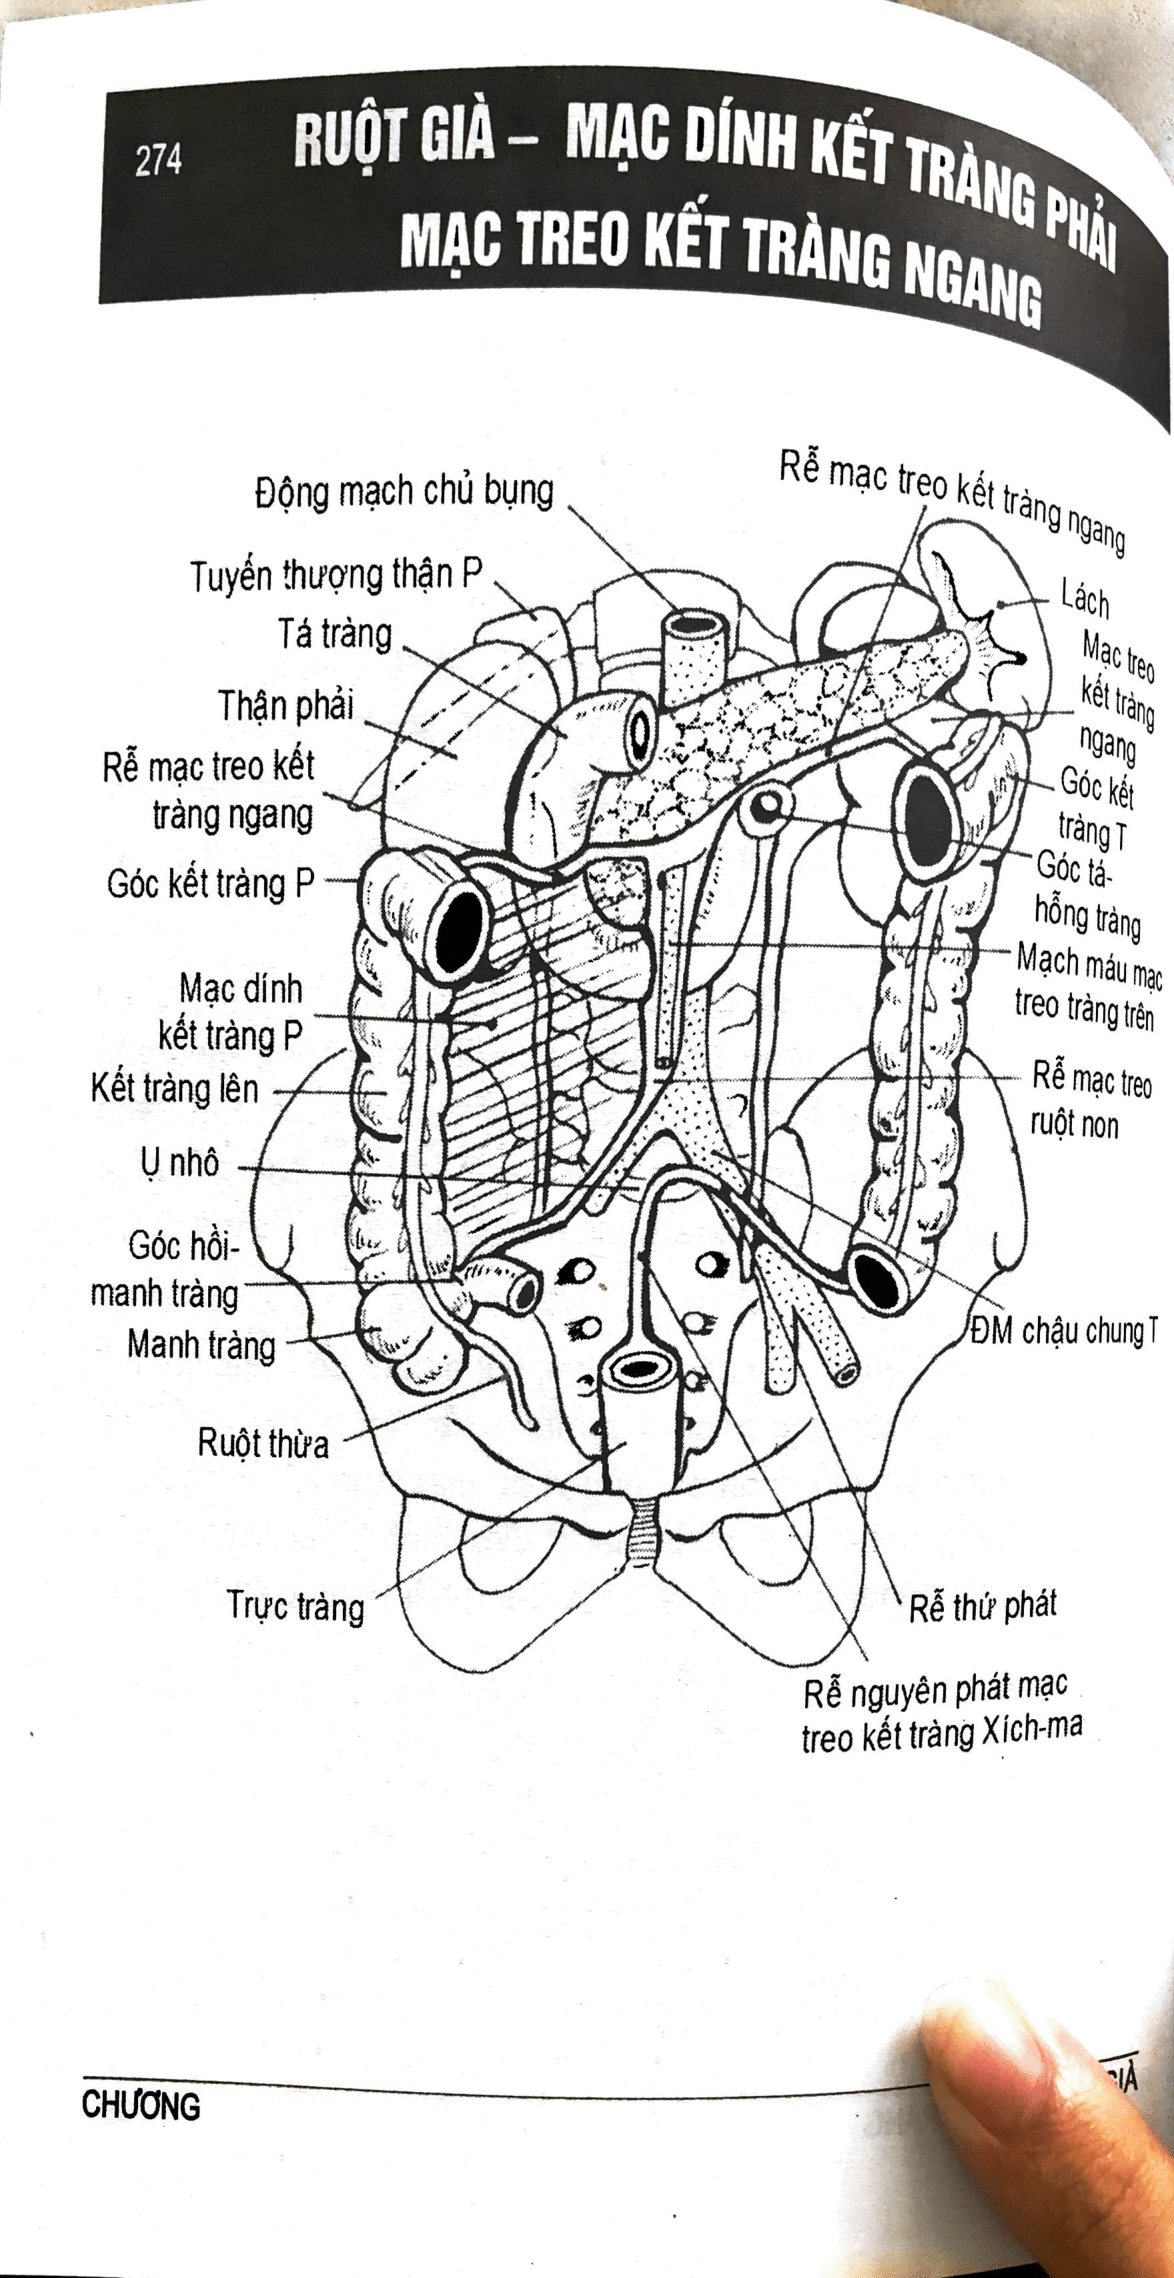 274
RUỘT GIÀ – MẠC DÍNH KẾT TRÀNG PHẢI
MẠC TREO KẾT TRÀNG NGANG
Động mạch chủ bụng
Tuyến thượng thận P
Tá tràng
Thận phải
Rễ mạc treo kết
tràng ngang
Góc kết tràng P
Mạc dính
kết tràng P
Kết tràng lên
Ụ nhô
Góc hồi-
manh tràng
Manh tràng
Ruột thừa
Trực tràng
Rễ mạc treo kết tràng ngang
Lách
Mạc treo
kết tràng
ngang
Góc kết
tràng T
Góc tá-
hỗng tràng
Mạch máu mạc
treo tràng trên
Rễ mạc treo
ruột non
ĐM chậu chung T
Rễ thứ phát
Rễ nguyên phát mạc
treo kết tràng Xích-ma
CHƯƠNG